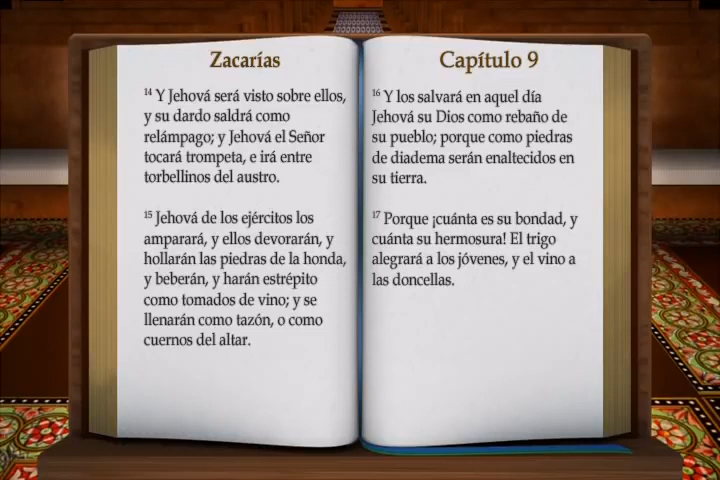 Zacarías
14 Y Jehová será visto sobre ellos,
y su dardo saldrá como
relámpago; y Jehová el Señor
tocará trompeta, e irá entre
torbellinos del austro.
15 Jehová de los ejércitos los
amparará, y ellos devorarán, y
hollarán las piedras de la honda,
y beberán, y harán estrépito
como tomados de vino; y se
llenarán como tazón, o como
cuernos del altar.
Capítulo 9
16 Y los salvará en aquel día
Jehová su Dios como rebaño de
su pueblo; porque como piedras
de diadema serán enaltecidos en
su tierra.
17 Porque ¡cuánta es su bondad, y
cuánta su hermosura! El trigo
alegrará a los jóvenes, y el vino a
las doncellas.